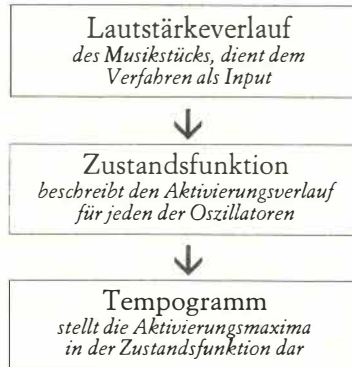 Lautstärkeverlauf
des Musikstücks, dient dem
Verfahren als Input
Zustandsfunktion
beschreibt den Aktivierungsverlauf
für jeden der Oszillatoren
Tempogramm
stellt die Aktivierungsmaxima
in der Zustandsfunktion dar